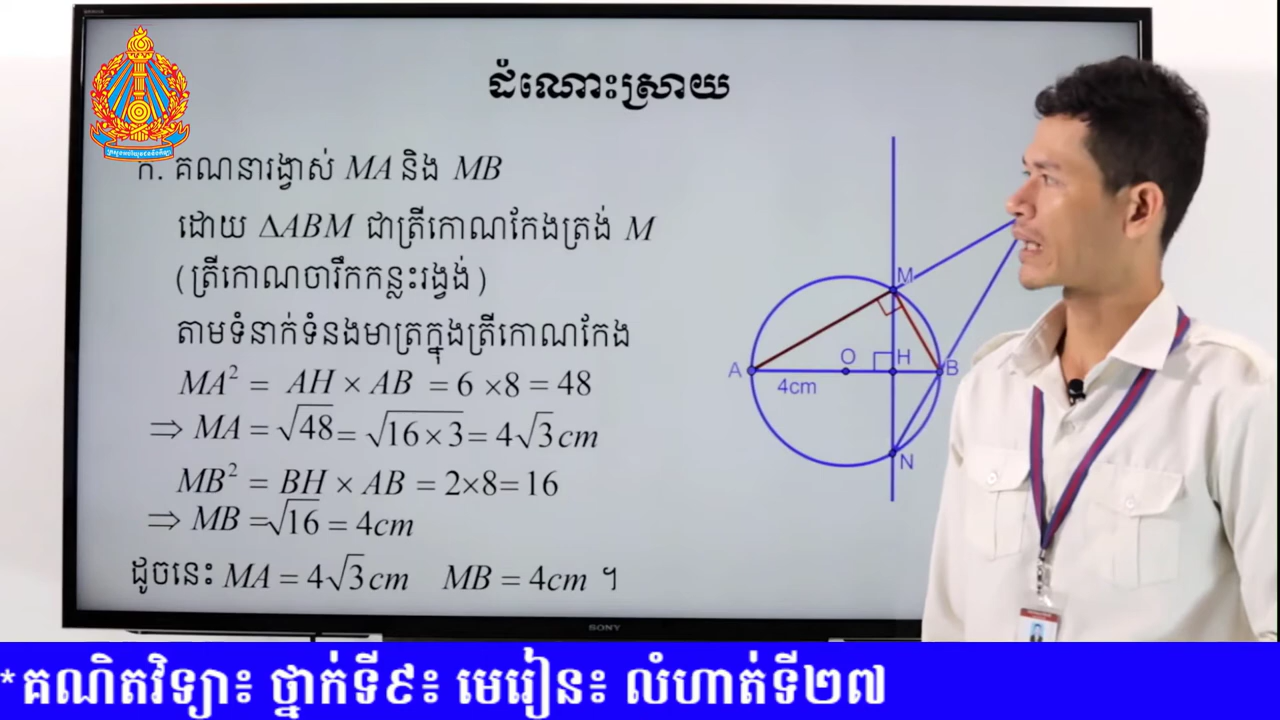 ដំណោះស្រាយ
ក. គណនារង្វាស់ MA និង MB
ដោយ ΔABM ជាត្រីកោណកែងត្រង់ M
(ត្រីកោណចារឹកកន្លះរង្វង់)
តាមទំនាក់ទំនងមាត្រក្នុងត្រីកោណកែង
MA² = AH × AB = 6 ×8 = 48
⇒ MA = √48 = √16×3 = 4√3 cm
MB² = BH × AB = 2×8= 16
⇒ MB =√16 = 4cm
ដូចនេះ MA = 4√3 cm MB = 4cm ។
M
A
O
H
B
4cm
N
SONY
*គណិតវិទ្យា៖ ថ្នាក់ទី៩៖ មេរៀន៖ លំហាត់ទី២៧